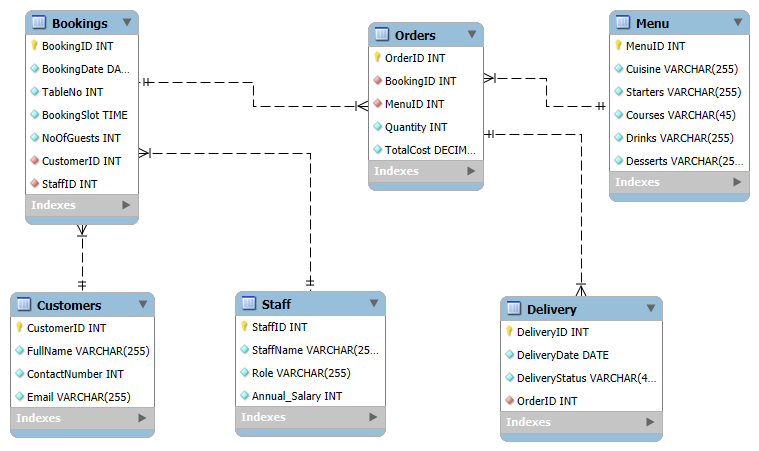 Bookings
BookingID INT
BookingDate DA...
TableNo INT
BookingSlot TIME
NoOfGuests INT
CustomerID INT
StaffID INT
Indexes
Orders
OrderID INT
BookingID INT
MenuID INT
Quantity INT
TotalCost DECIM...
Indexes
Menu
MenuID INT
Cuisine VARCHAR(255)
Starters VARCHAR(255)
Courses VARCHAR(45)
Drinks VARCHAR(255)
Desserts VARCHAR(25...
Indexes
Customers
CustomerID INT
FullName VARCHAR(255)
ContactNumber INT
Email VARCHAR(255)
Indexes
Staff
StaffID INT
StaffName VARCHAR(25...
Role VARCHAR(255)
Annual_Salary INT
Indexes
Delivery
DeliveryID INT
DeliveryDate DATE
DeliveryStatus VARCHAR(4...
OrderID INT
Indexes